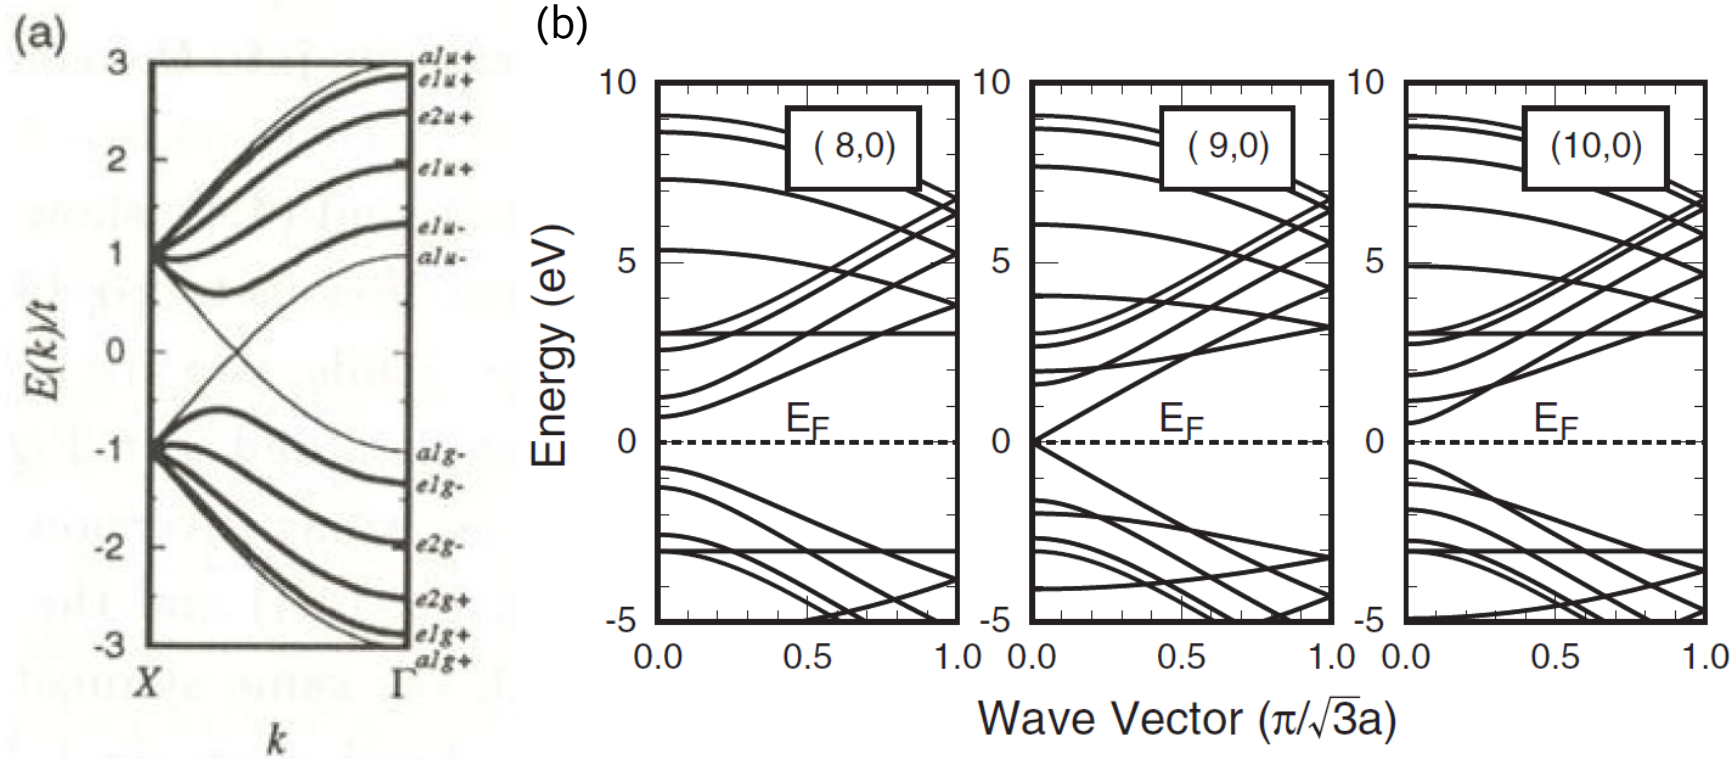 (a)
3
2
1
0
-1
-2
-3
E(k)/t
X
Γ
k
a1u+
e1u+
e2u+
e1u+
e1u-
a1u-
a1g-
e1g-
e2g-
e2g+
e1g+
a1g+
(b)
Energy (eV)
10
5
0
-5
( 8,0)
E_F
0.0 0.5 1.0
10
5
0
-5
( 9,0)
E_F
0.0 0.5 1.0
10
5
0
-5
(10,0)
E_F
0.0 0.5 1.0
Wave Vector (π/√3a)